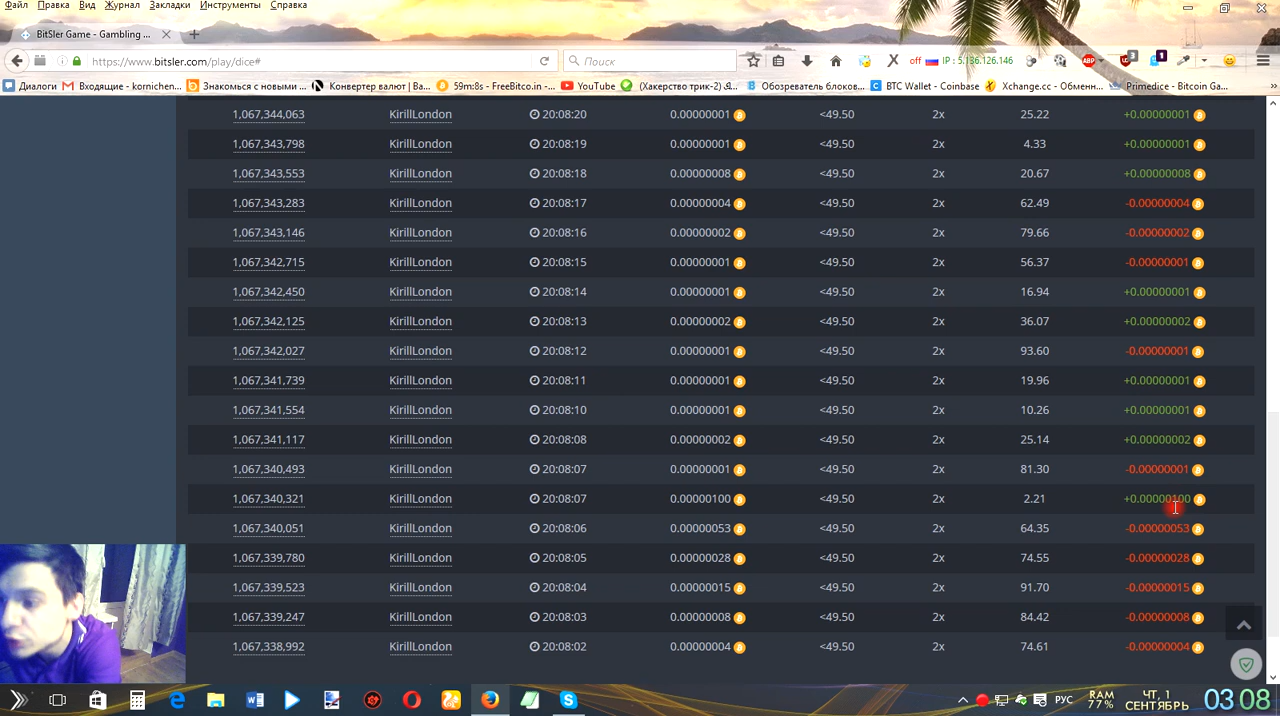 Файл Правка Вид Журнал Закладки Инструменты Справка
BitSler Game - Gambling ...
https://www.bitsler.com/play/dice#
Поиск
off IP : 5.136.126.146
ABP
3
1
Диалоги Входящие - kornichen... Знакомься с новыми ... Конвертер валют | Ва... 59m:8s - FreeBitco.in -... YouTube Обозреватель блоков... BTC Wallet - Coinbase Xchange.cc - Обменн... Primedice - Bitcoin Ga...
1,067,344,063 KirillLondon 20:08:20 0.00000001 <49.50 2x 25.22 +0.00000001
1,067,343,798 KirillLondon 20:08:19 0.00000001 <49.50 2x 4.33 +0.00000001
1,067,343,553 KirillLondon 20:08:18 0.00000008 <49.50 2x 20.67 +0.00000008
1,067,343,283 KirillLondon 20:08:17 0.00000004 <49.50 2x 62.49 -0.00000004
1,067,343,146 KirillLondon 20:08:16 0.00000002 <49.50 2x 79.66 -0.00000002
1,067,342,715 KirillLondon 20:08:15 0.00000001 <49.50 2x 56.37 -0.00000001
1,067,342,450 KirillLondon 20:08:14 0.00000001 <49.50 2x 16.94 +0.00000001
1,067,342,125 KirillLondon 20:08:13 0.00000002 <49.50 2x 36.07 +0.00000002
1,067,342,027 KirillLondon 20:08:12 0.00000001 <49.50 2x 93.60 -0.00000001
1,067,341,739 KirillLondon 20:08:11 0.00000001 <49.50 2x 19.96 +0.00000001
1,067,341,554 KirillLondon 20:08:10 0.00000001 <49.50 2x 10.26 +0.00000001
1,067,341,117 KirillLondon 20:08:08 0.00000002 <49.50 2x 25.14 +0.00000002
1,067,340,493 KirillLondon 20:08:07 0.00000001 <49.50 2x 81.30 -0.00000001
1,067,340,321 KirillLondon 20:08:07 0.00000100 <49.50 2x 2.21 +0.00000100
1,067,340,051 KirillLondon 20:08:06 0.00000053 <49.50 2x 64.35 -0.00000053
1,067,339,780 KirillLondon 20:08:05 0.00000028 <49.50 2x 74.55 -0.00000028
1,067,339,523 KirillLondon 20:08:04 0.00000015 <49.50 2x 91.70 -0.00000015
1,067,339,247 KirillLondon 20:08:03 0.00000008 <49.50 2x 84.42 -0.00000008
1,067,338,992 KirillLondon 20:08:02 0.00000004 <49.50 2x 74.61 -0.00000004
РУС
RAM
77%
ЧТ, 1
СЕНТЯБРЬ
03 08